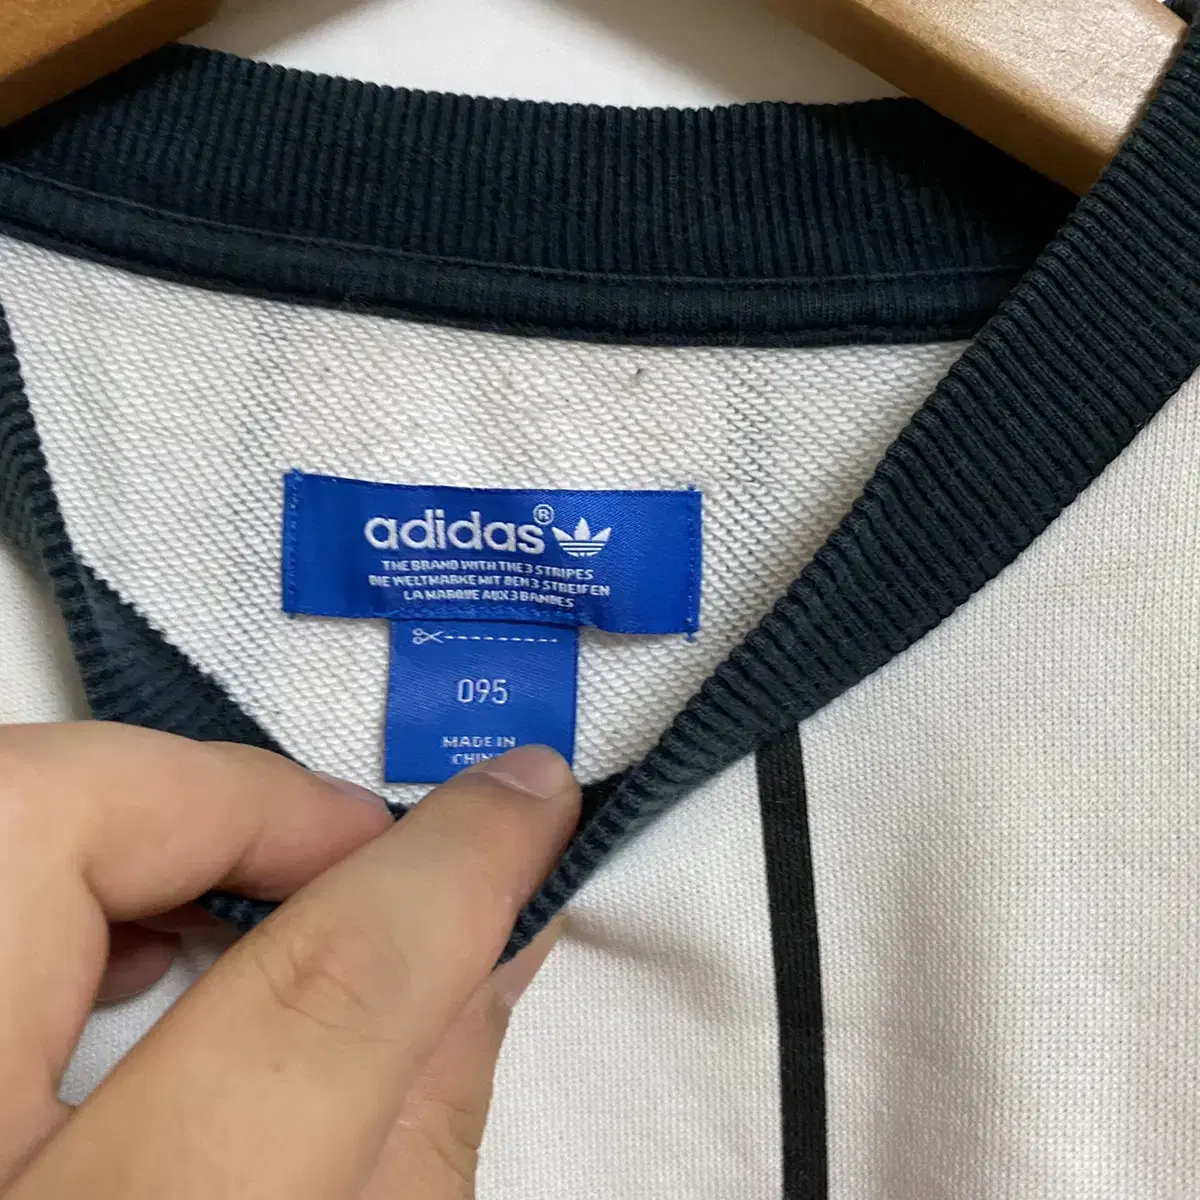 adidas®
THE BRAND WITH THE 3 STRIPES
DIE WELTMARKE MIT DEN 3 STREIFEN
LA MARQUE AUX 3 BANDES
095
MADE IN
CHIN